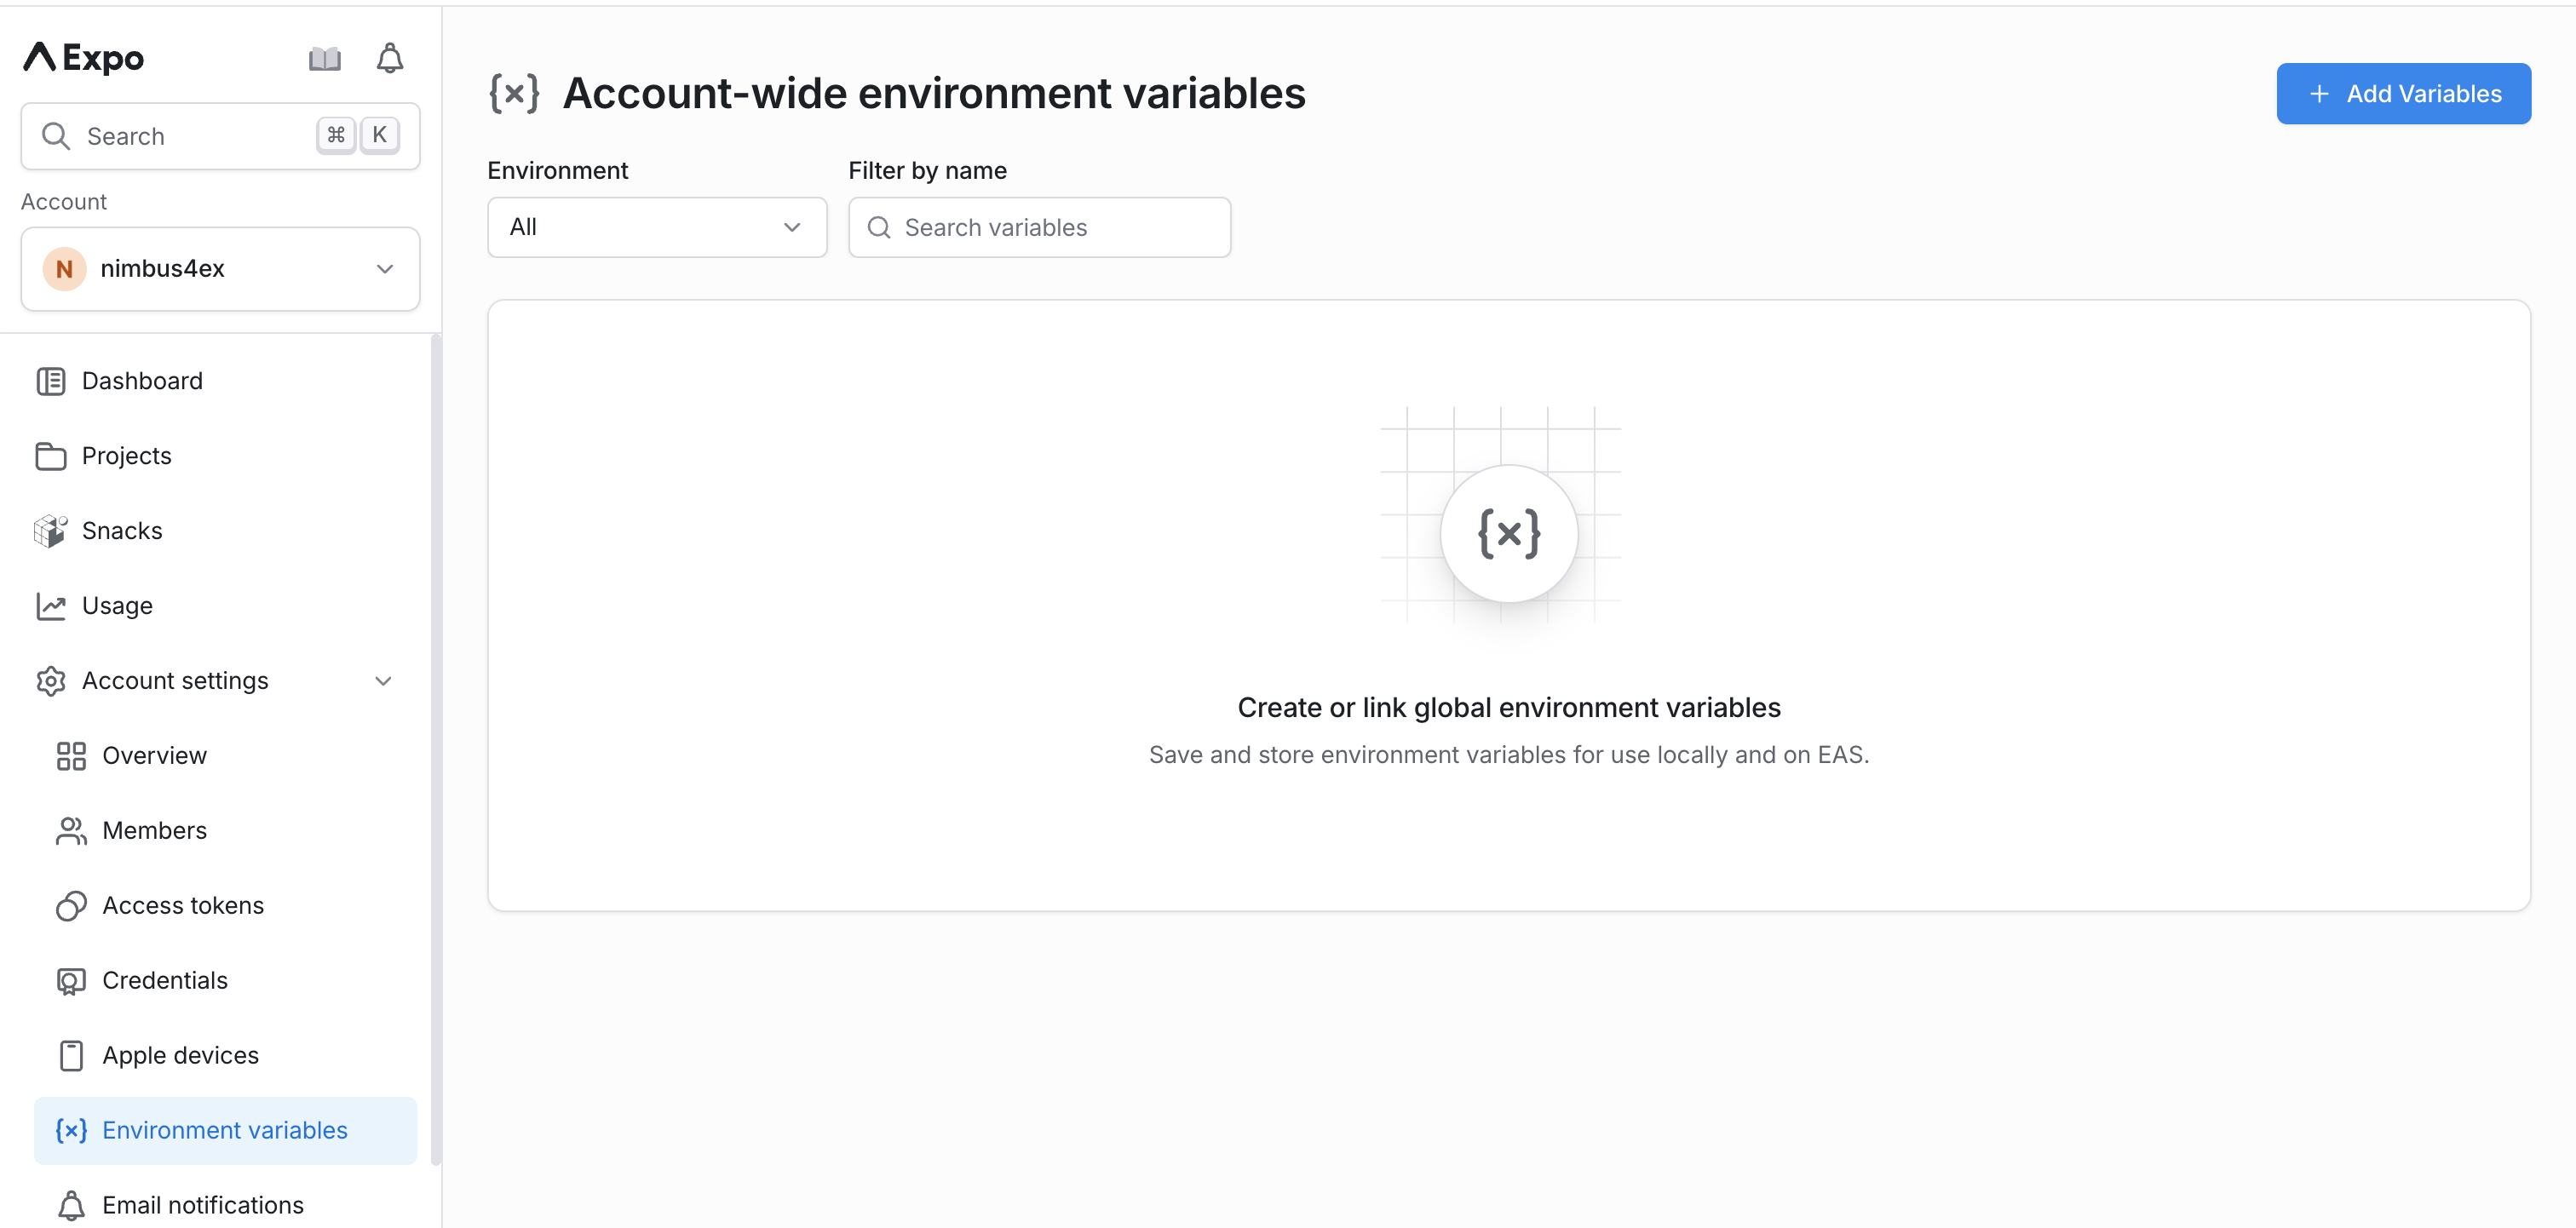 Expo
Search ⌘ K
Account
N nimbus4ex
Dashboard
Projects
Snacks
Usage
Account settings
Overview
Members
Access tokens
Credentials
Apple devices
{x} Environment variables
Email notifications
{x} Account-wide environment variables
+ Add Variables
Environment
Filter by name
All
Search variables
{x}
Create or link global environment variables
Save and store environment variables for use locally and on EAS.